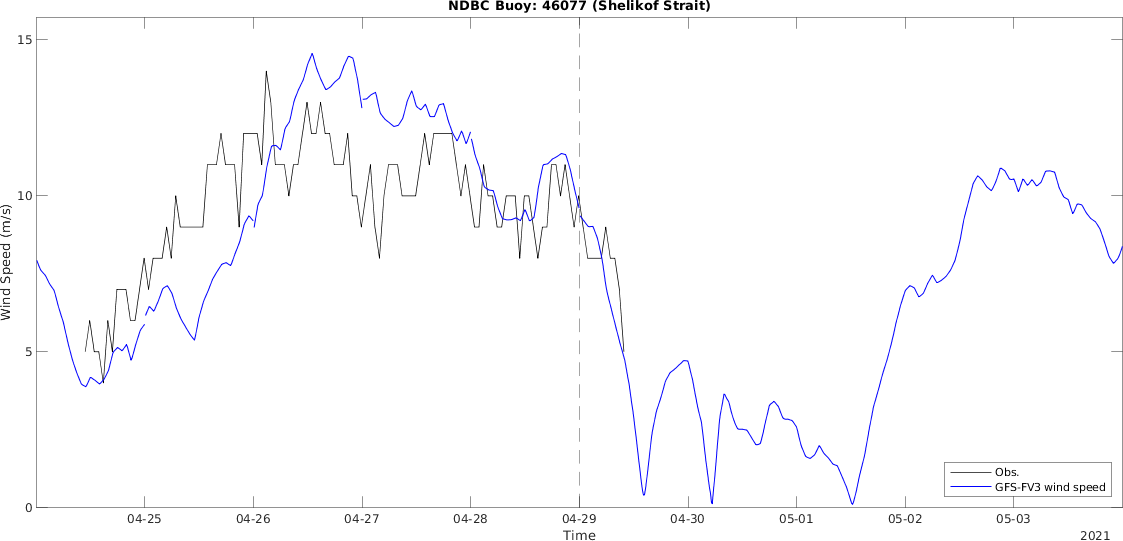 NDBC Buoy: 46077 (Shelikof Strait)
Wind Speed (m/s)
15
10
5
0
04-25 04-26 04-27 04-28 04-29 04-30 05-01 05-02 05-03
Time
2021
Obs.
GFS-FV3 wind speed